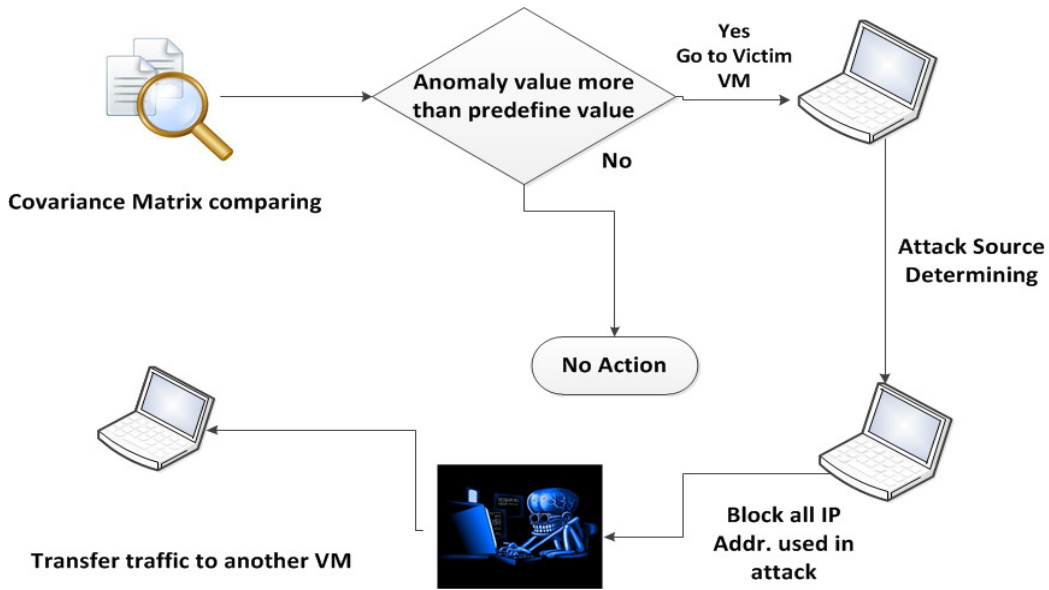 Covariance Matrix comparing
Anomaly value more
than predefine value
Yes
Go to Victim
VM
No
No Action
Attack Source
Determining
Block all IP
Addr. used in
attack
Transfer traffic to another VM